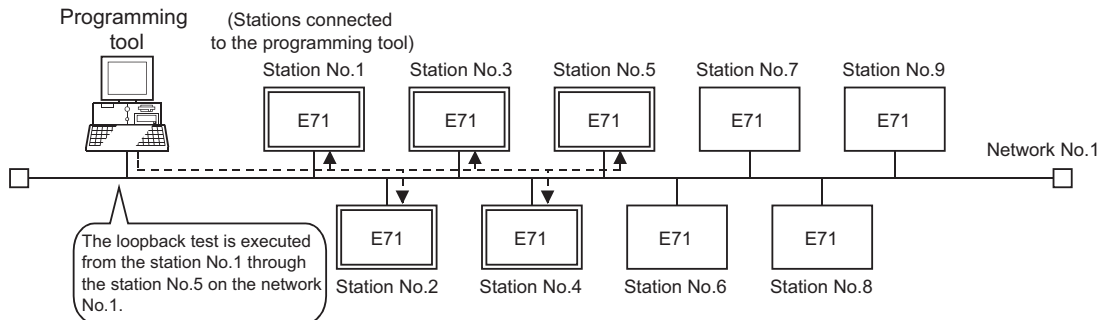 Programming
tool
(Stations connected
to the programming tool)
Station No.1
Station No.3
Station No.5
Station No.7
Station No.9
E71
E71
E71
E71
E71
Network No.1
The loopback test is executed
from the station No.1 through
the station No.5 on the network
No.1.
E71
E71
E71
E71
Station No.2
Station No.4
Station No.6
Station No.8